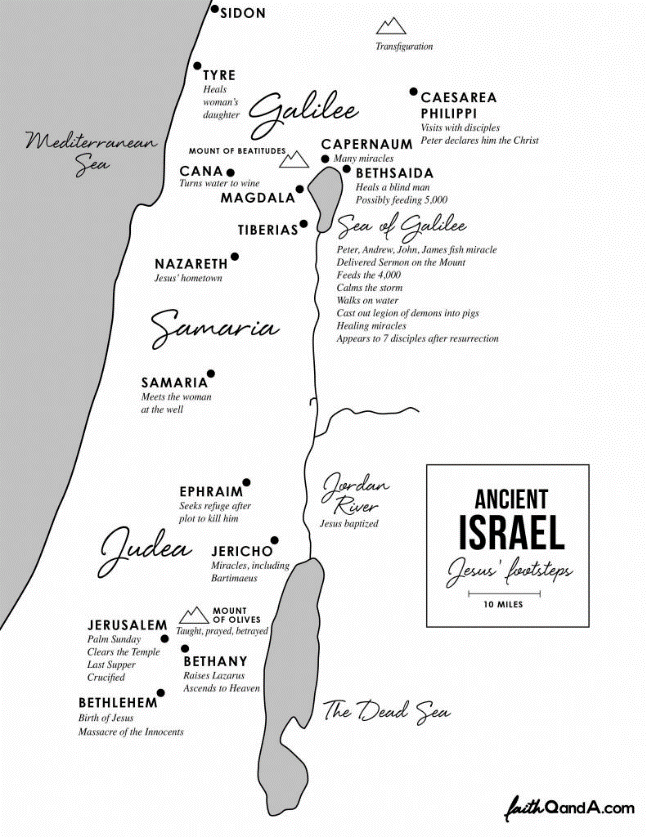 SIDON
Transfiguration
TYRE
Heals
woman's
daughter
Galilee
CAESAREA
PHILIPPI
Visits with disciples
Peter declares him the Christ
Mediterranean
Sea
MOUNT OF BEATITUDES
CAPERNAUM
Many miracles
CANA
Turns water to wine
BETHSAIDA
Heals a blind man
Possibly feeding 5,000
MAGDALA
TIBERIAS
Sea of Galilee
Peter, Andrew, John, James fish miracle
Delivered Sermon on the Mount
Feeds the 4,000
Calms the storm
Walks on water
Cast out legion of demons into pigs
Healing miracles
Appears to 7 disciples after resurrection
NAZARETH
Jesus' hometown
Samaria
SAMARIA
Meets the woman
at the well
EPHRAIM
Seeks refuge after
plot to kill him
Jordan
River
Jesus baptized
ANCIENT
ISRAEL
Jesus' footsteps
10 MILES
Judea
JERICHO
Miracles, including
Bartimaeus
MOUNT
OF OLIVES
Taught, prayed, betrayed
JERUSALEM
Palm Sunday
Clears the Temple
Last Supper
Crucified
BETHANY
Raises Lazarus
Ascends to Heaven
BETHLEHEM
Birth of Jesus
Massacre of the Innocents
The Dead Sea
faithQandA.com